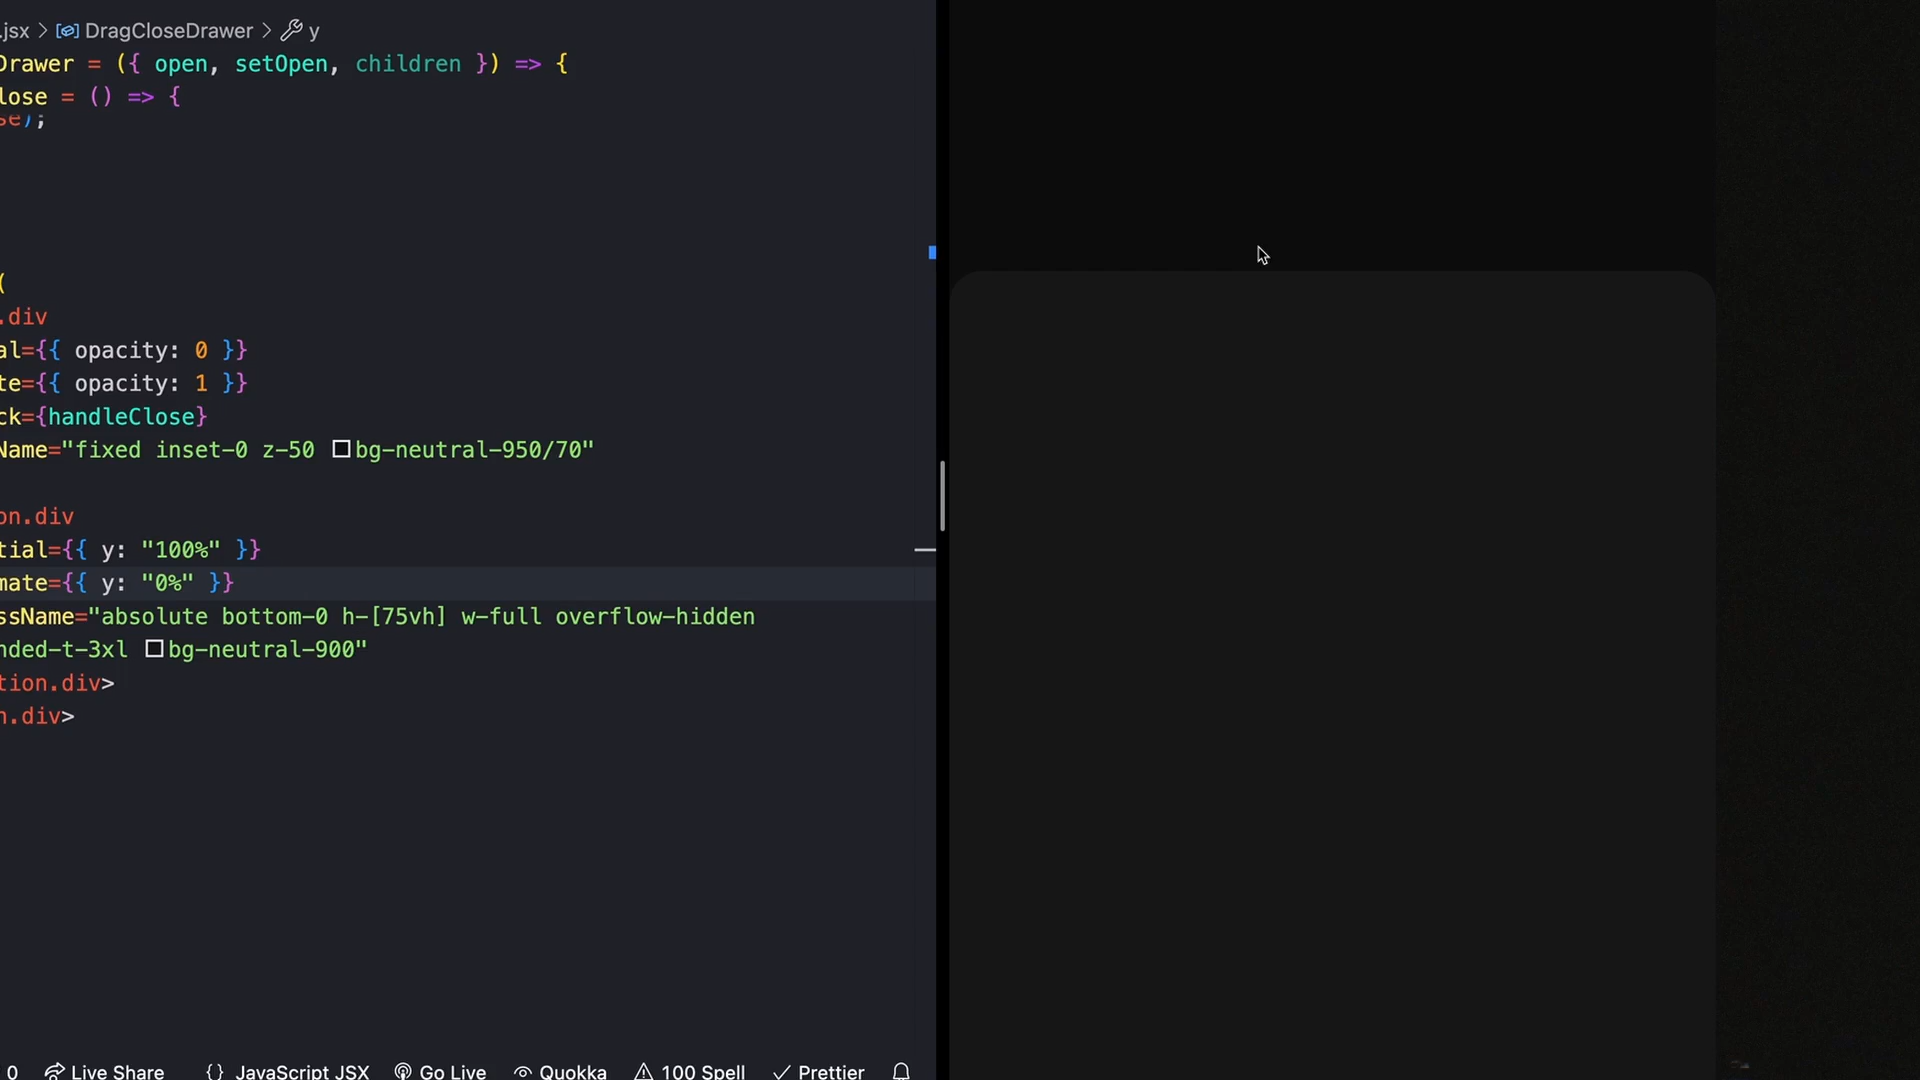 .jsx > DragCloseDrawer > y
Drawer = ({ open, setOpen, children }) => {
lose = () => {
se);
(
.div
al={{ opacity: 0 }}
te={{ opacity: 1 }}
ck={handleClose}
Name="fixed inset-0 z-50 bg-neutral-950/70"
on.div
tial={{ y: "100%" }}
mate={{ y: "0%" }}
ssName="absolute bottom-0 h-[75vh] w-full overflow-hidden
nded-t-3xl bg-neutral-900"
tion.div>
n.div>
0 Live Share {} JavaScript JSX Go Live Quokka 100 Spell Prettier